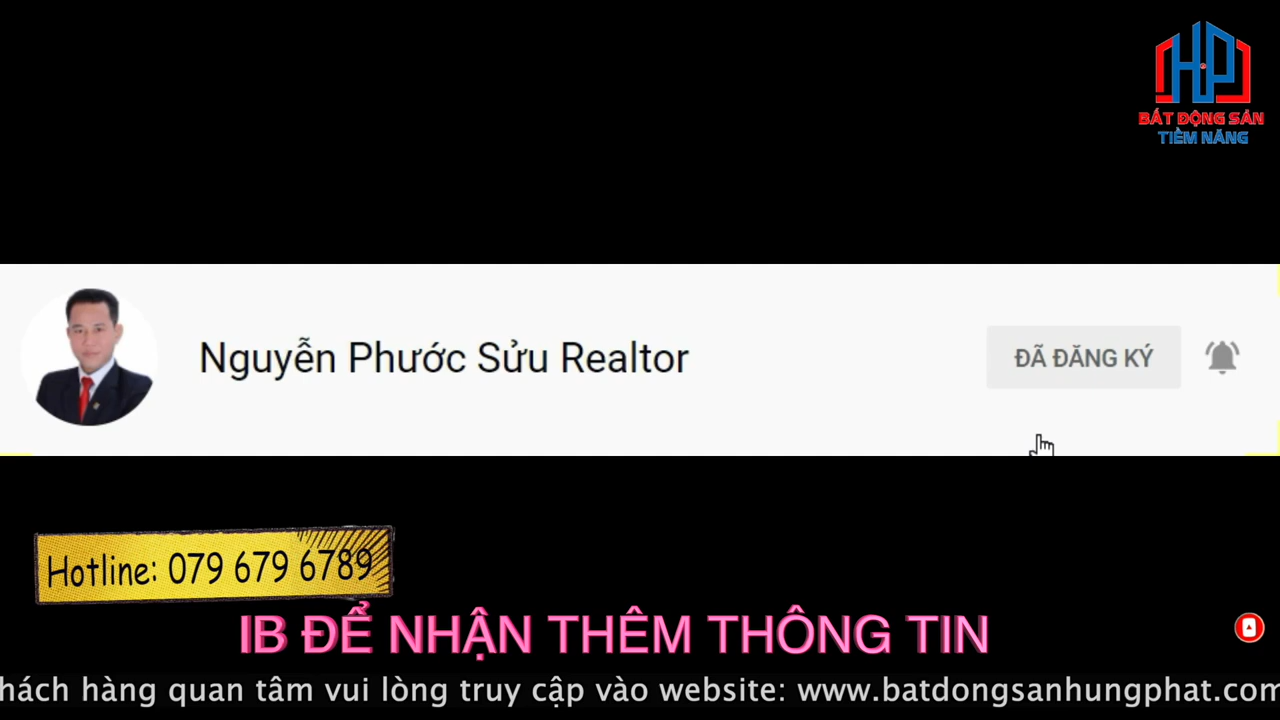 HP
BẤT ĐỘNG SẢN
TIỀM NĂNG
Nguyễn Phước Sửu Realtor
ĐÃ ĐĂNG KÝ
Hotline: 079 679 6789
IB ĐỂ NHẬN THÊM THÔNG TIN
hách hàng quan tâm vui lòng truy cập vào website: www.batdongsanhungphat.com